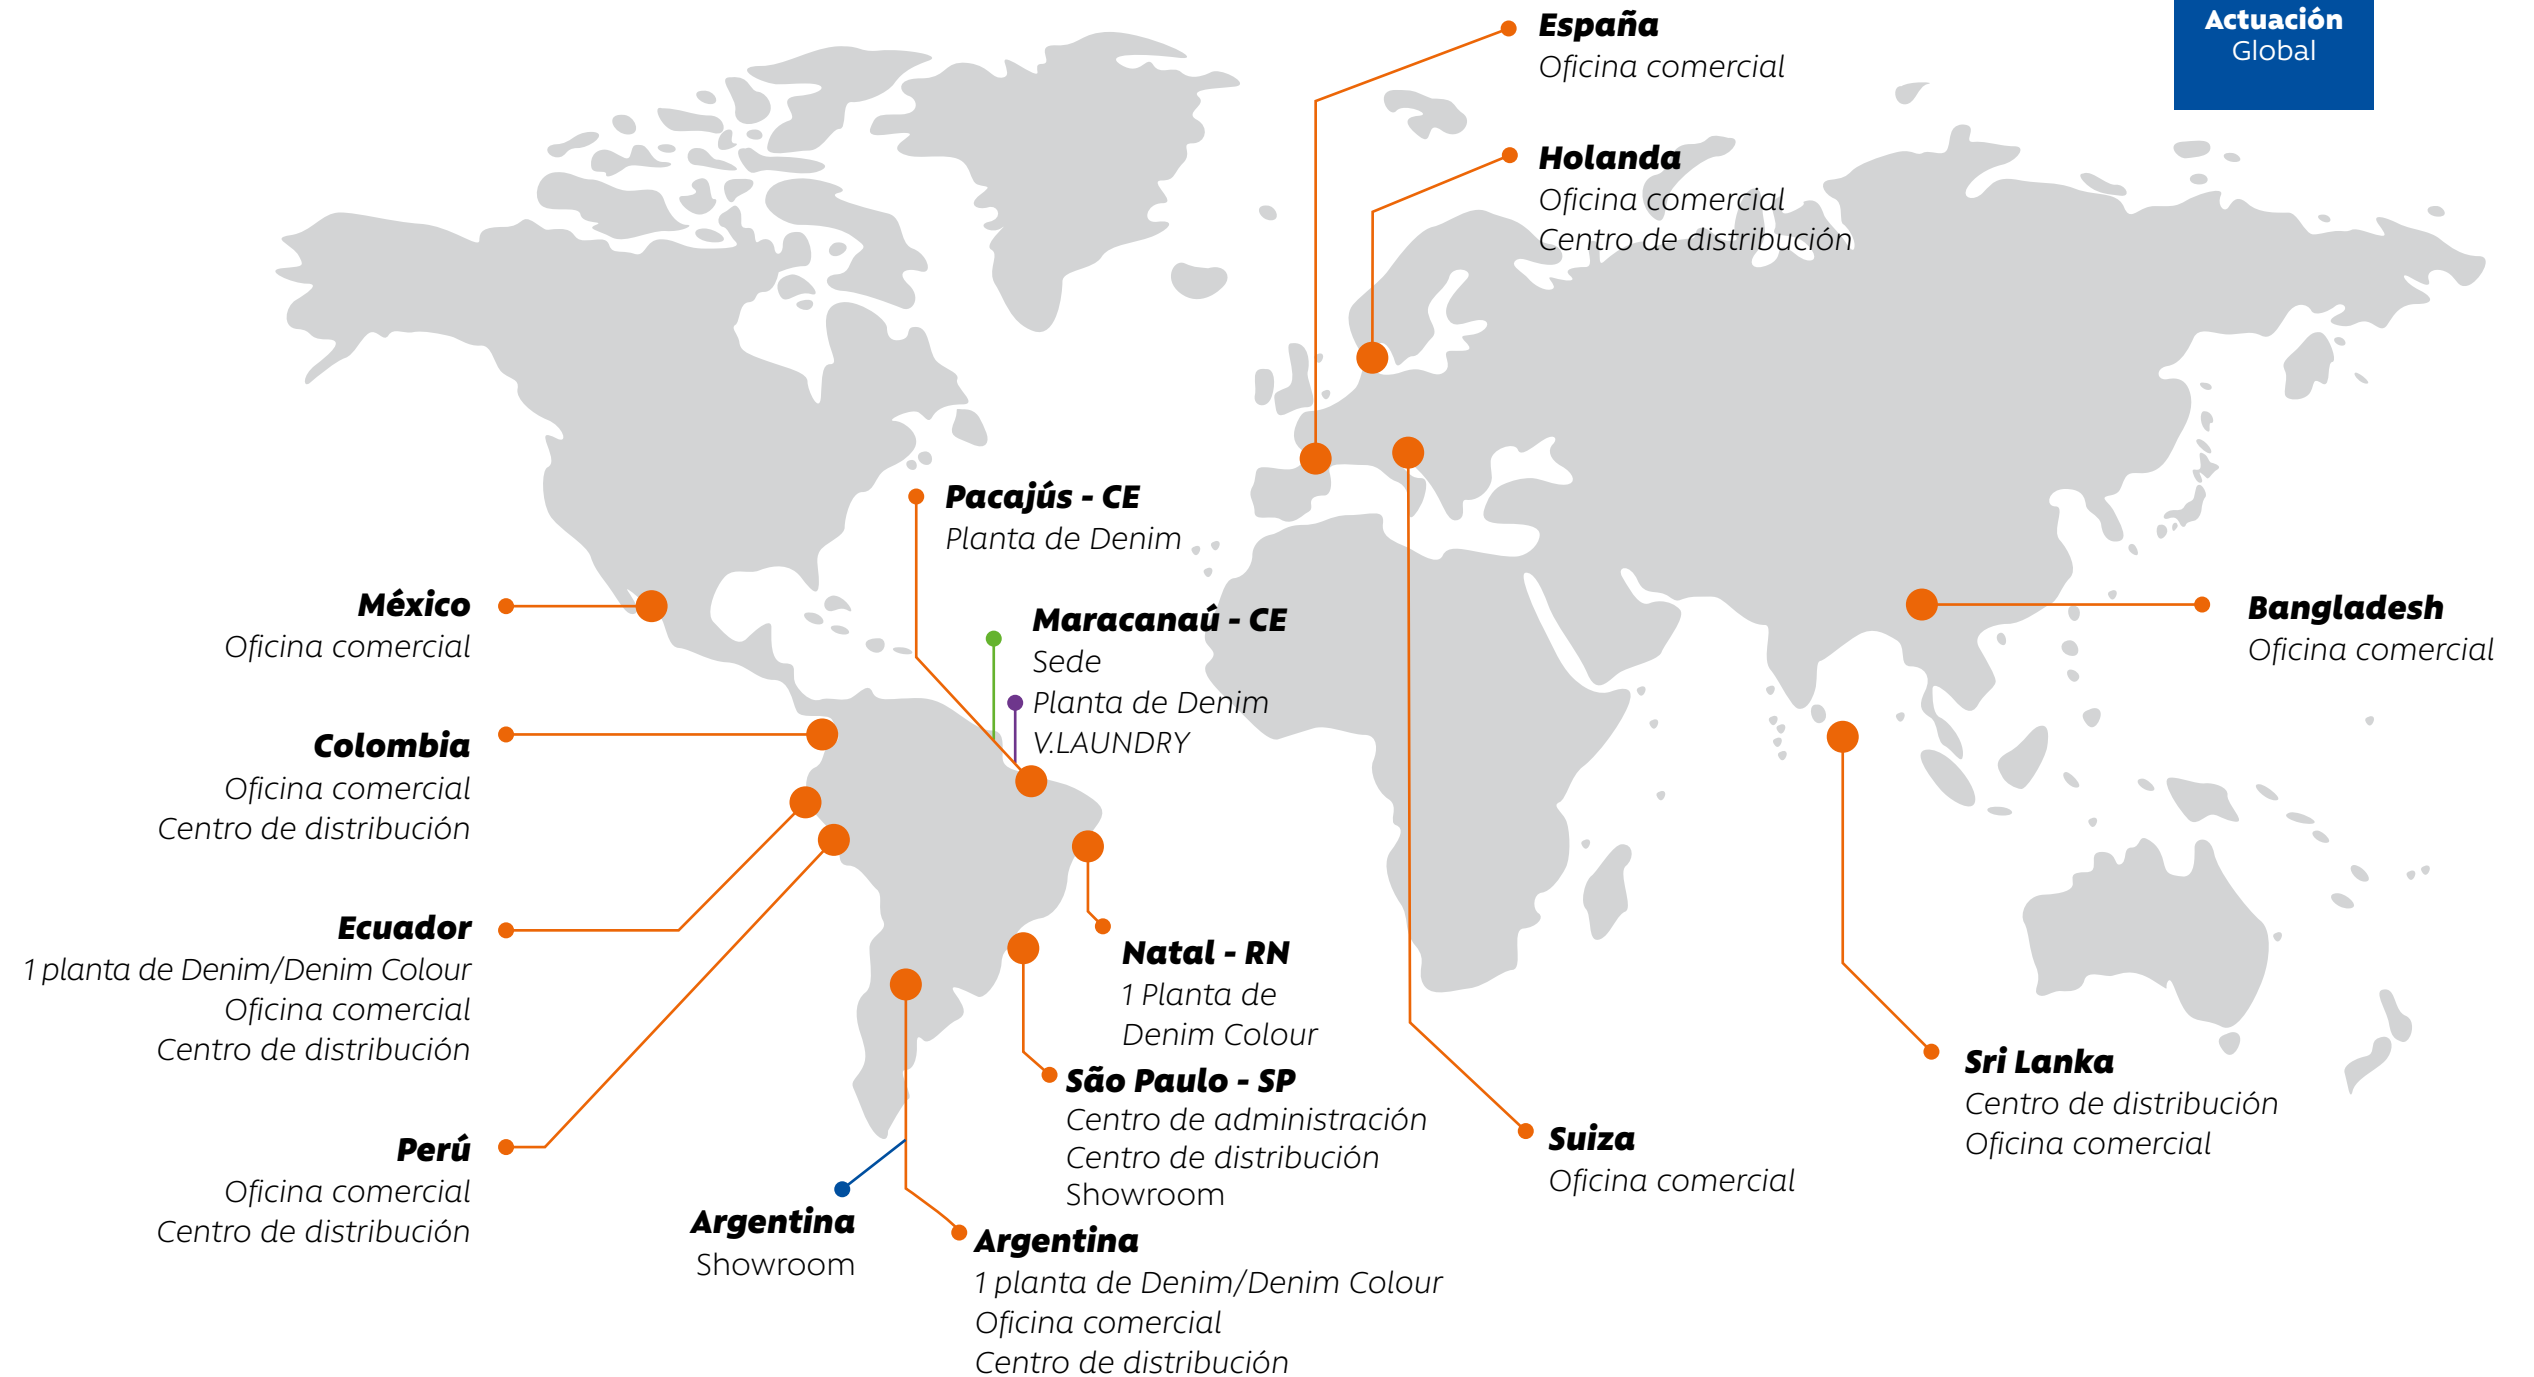 Actuación
Global
España
Oficina comercial
Holanda
Oficina comercial
Centro de distribución
Pacajús - CE
Planta de Denim
Maracanaú - CE
Sede
Planta de Denim
V.LAUNDRY
México
Oficina comercial
Colombia
Oficina comercial
Centro de distribución
Ecuador
1 planta de Denim/Denim Colour
Oficina comercial
Centro de distribución
Perú
Oficina comercial
Centro de distribución
Bangladesh
Oficina comercial
Natal - RN
1 Planta de
Denim Colour
São Paulo - SP
Centro de administración
Centro de distribución
Showroom
Argentina
Showroom
Argentina
1 planta de Denim/Denim Colour
Oficina comercial
Centro de distribución
Suiza
Oficina comercial
Sri Lanka
Centro de distribución
Oficina comercial